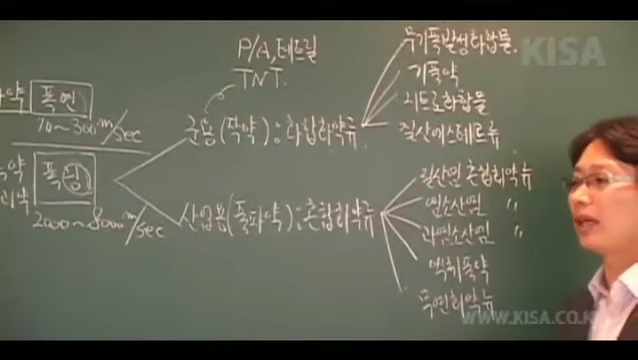 P/A, 테트릴
TNT.
폭연
10~300m/sec
폭굉
2000~8000m/sec
군용(작약) : 화합화약류
무기폭발성화합물.
기폭약
니트로화합물
질산에스테르류
산업용(폭파약) : 혼합화약류
질산염 혼합화약류
염소산염 〃
과염소산염 〃
액체폭약
폭연화약류
KISA
WWW.KISA.CO.K